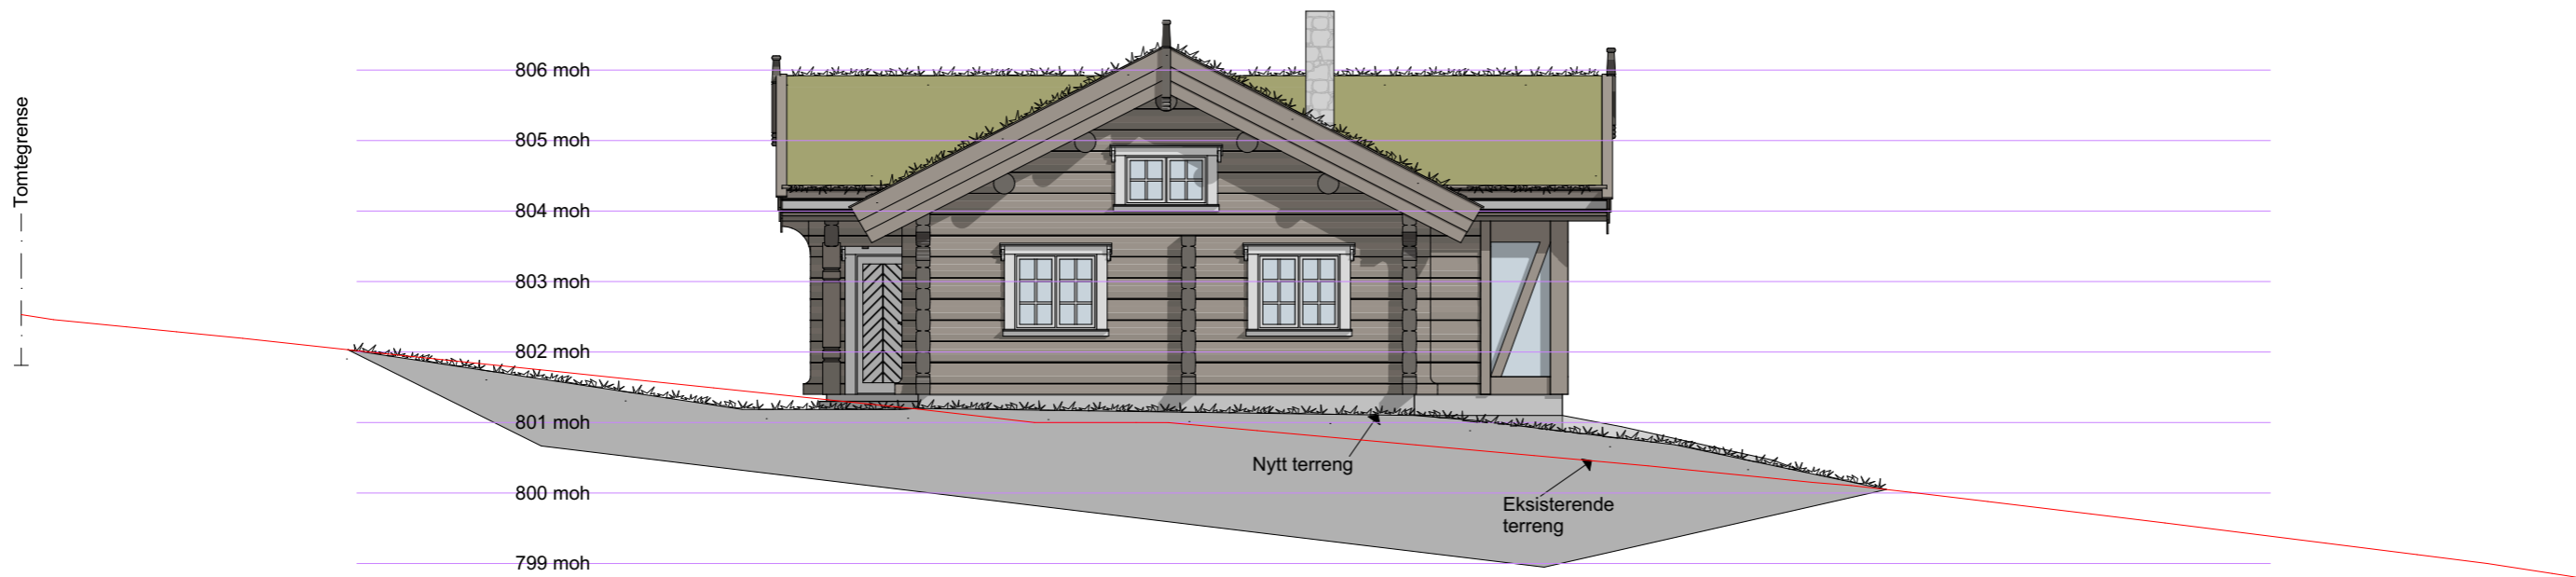 Tomtegrense
806 moh
805 moh
804 moh
803 moh
802 moh
801 moh
Nytt terreng
800 moh
Eksisterende
terreng
799 moh